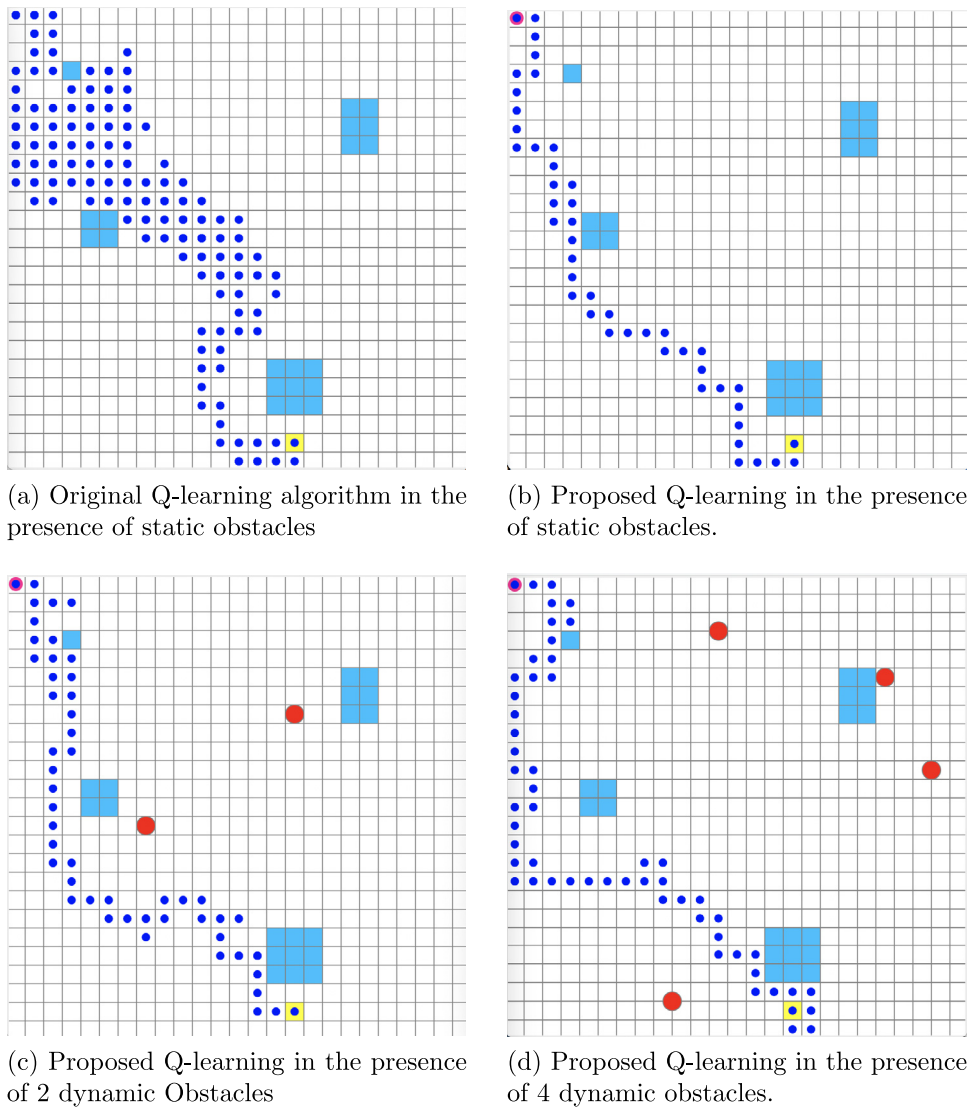 (a) Original Q-learning algorithm in the
presence of static obstacles
(b) Proposed Q-learning in the presence
of static obstacles.
(c) Proposed Q-learning in the presence
of 2 dynamic Obstacles
(d) Proposed Q-learning in the presence
of 4 dynamic obstacles.